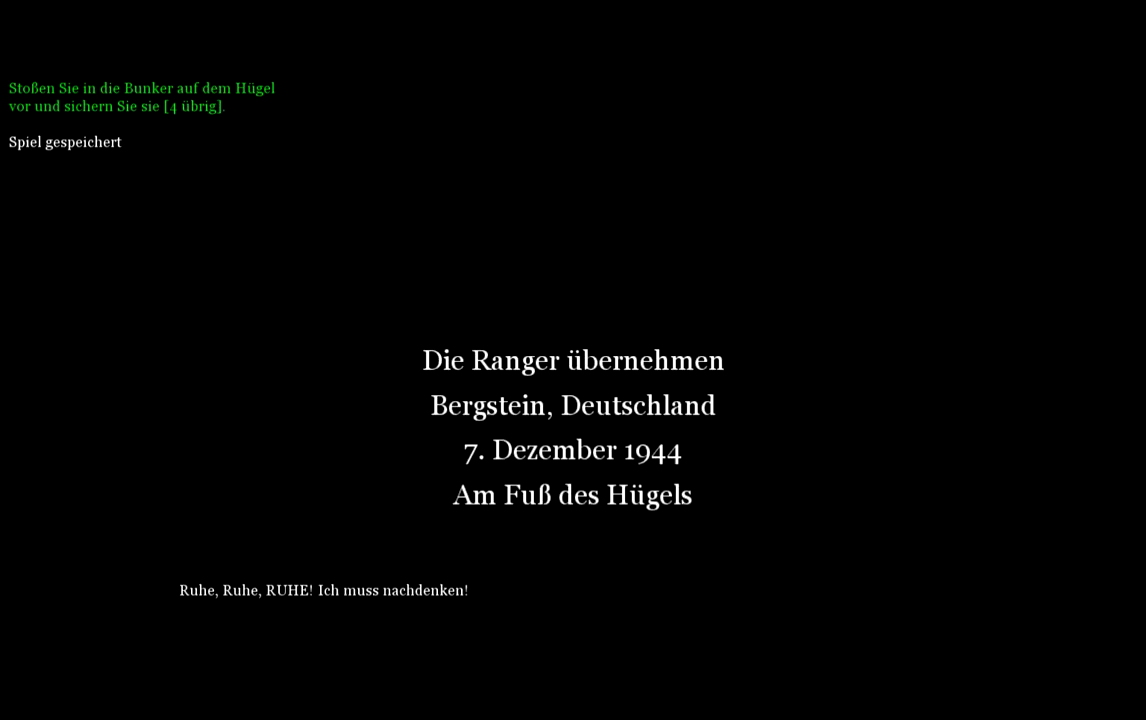 Stoßen Sie in die Bunker auf dem Hügel
vor und sichern Sie sie [4 übrig].
Spiel gespeichert
Die Ranger übernehmen
Bergstein, Deutschland
7. Dezember 1944
Am Fuß des Hügels
Ruhe, Ruhe, RUHE! Ich muss nachdenken!